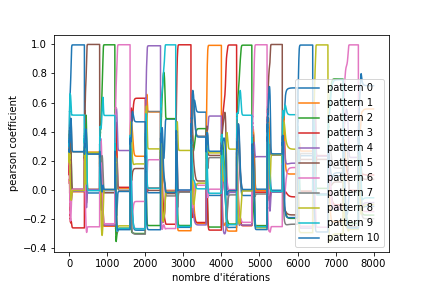 1.0
0.8
0.6
0.4
0.2
0.0
−0.2
−0.4
pearson coefficient
0 1000 2000 3000 4000 5000 6000 7000 8000
nombre d'itérations
pattern 0
pattern 1
pattern 2
pattern 3
pattern 4
pattern 5
pattern 6
pattern 7
pattern 8
pattern 9
pattern 10